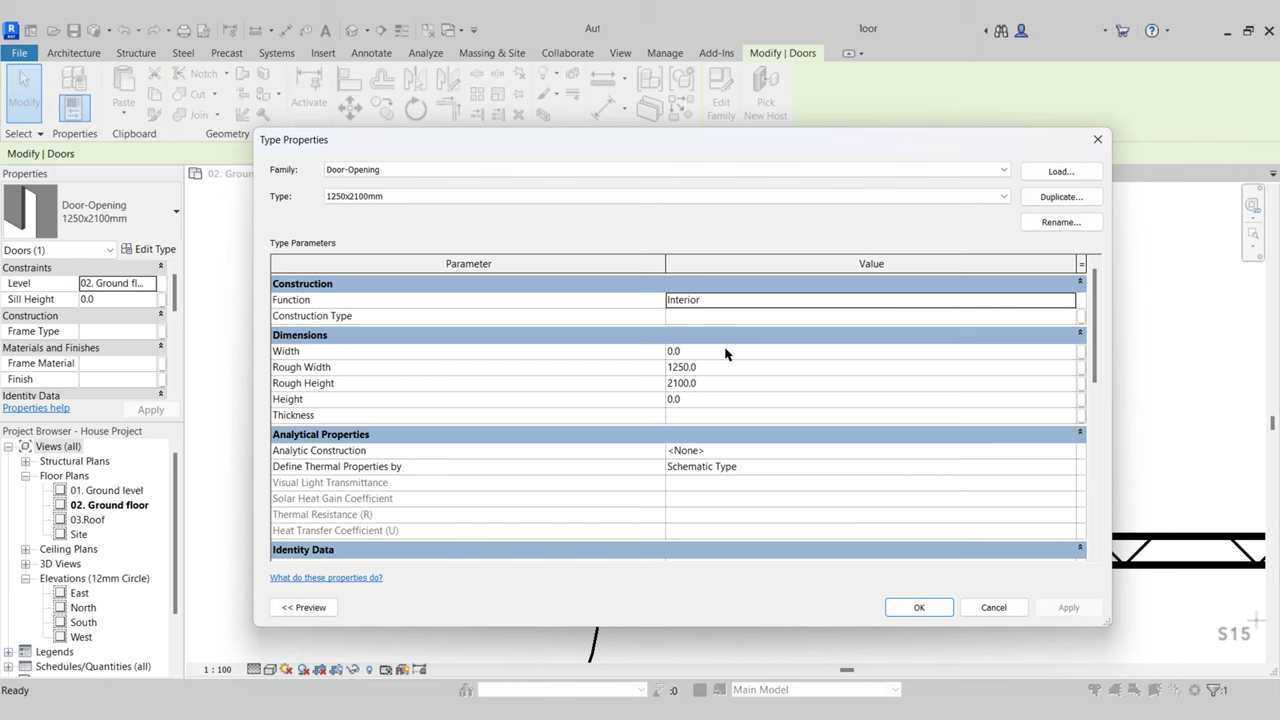 R
Aut
loor
File Architecture Structure Steel Precast Systems Insert Annotate Analyze Massing & Site Collaborate View Manage Add-Ins Modify | Doors
Modify Paste Notch Cut Join Activate Edit Family Pick New Host
Select Properties Clipboard Geometry
Modify | Doors
Type Properties
Properties
02. Groun
Door-Opening
1250x2100mm
Doors (1) Edit Type
Constraints
Level 02. Ground fl...
Sill Height 0.0
Construction
Frame Type
Materials and Finishes
Frame Material
Finish
Identity Data
Properties help Apply
Project Browser - House Project
Views (all)
Structural Plans
Floor Plans
01. Ground level
02. Ground floor
03.Roof
Site
Ceiling Plans
3D Views
Elevations (12mm Circle)
East
North
South
West
Legends
Schedules/Quantities (all)
Family: Door-Opening Load...
Type: 1250x2100mm Duplicate...
Rename...
Type Parameters
Parameter Value =
Construction
Function Interior
Construction Type
Dimensions
Width 0.0
Rough Width 1250.0
Rough Height 2100.0
Height 0.0
Thickness
Analytical Properties
Analytic Construction <None>
Define Thermal Properties by Schematic Type
Visual Light Transmittance
Solar Heat Gain Coefficient
Thermal Resistance (R)
Heat Transfer Coefficient (U)
Identity Data
What do these properties do?
<< Preview OK Cancel Apply
S15
1 : 100
Ready :0 Main Model :1